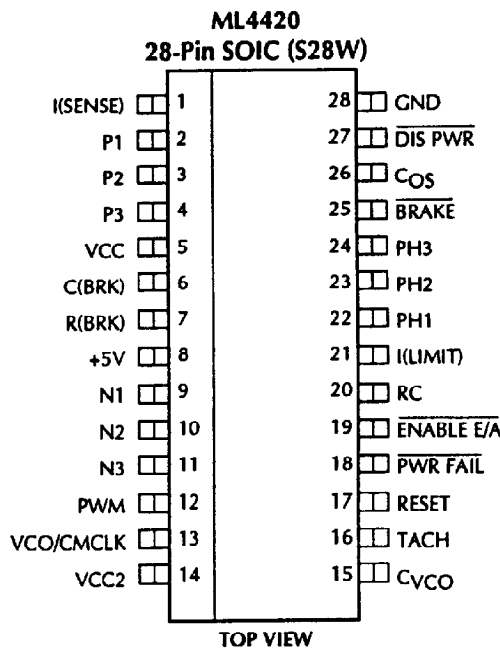 ML4420
28-Pin SOIC (S28W)
I(SENSE) 1 28 GND
P1 2 27 DIS PWR
P2 3 26 COS
P3 4 25 BRAKE
VCC 5 24 PH3
C(BRK) 6 23 PH2
R(BRK) 7 22 PH1
+5V 8 21 I(LIMIT)
N1 9 20 RC
N2 10 19 ENABLE E/A
N3 11 18 PWR FAIL
PWM 12 17 RESET
VCO/CMCLK 13 16 TACH
VCC2 14 15 CVCO
TOP VIEW